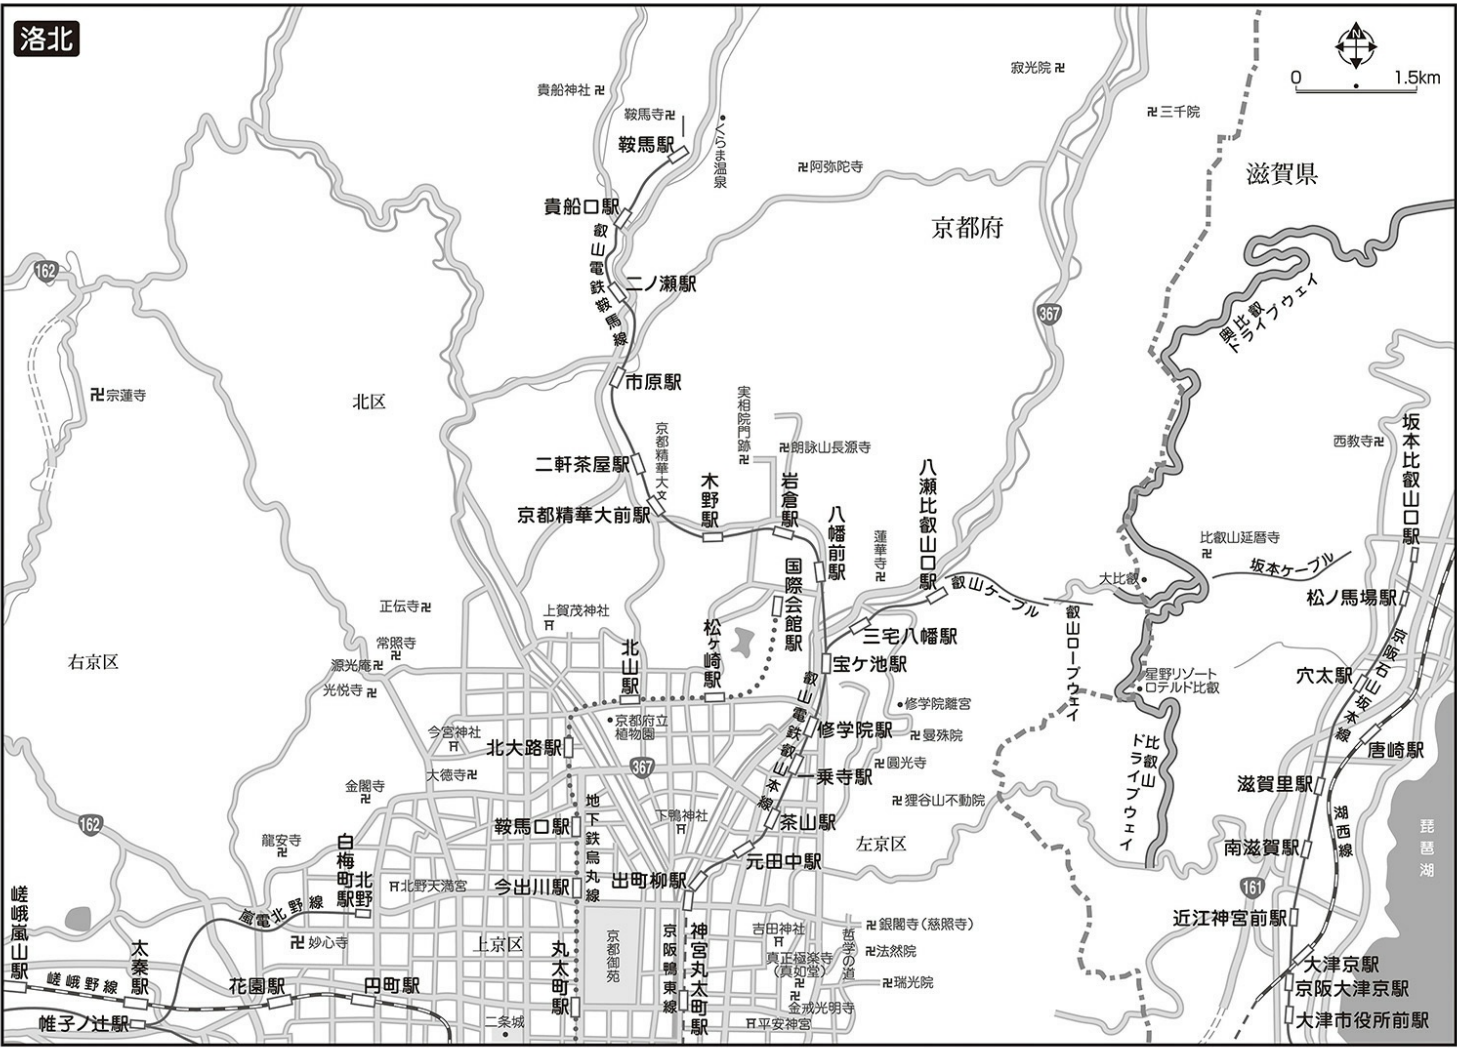 洛北
N
0 1.5km
寂光院
貴船神社
鞍馬寺
三千院
鞍馬駅
くらま温泉
阿弥陀寺
滋賀県
貴船口駅
京都府
叡山電鉄鞍馬線
162
二ノ瀬駅
奥比叡
ドライブウェイ
367
市原駅
宗蓮寺
北区
実相院門跡
京都精華大
朗詠山長源寺
坂本比叡山口駅
西教寺
二軒茶屋駅
木野駅
岩倉駅
八瀬比叡山口駅
京都精華大前駅
八幡前駅
蓮華寺
比叡山延暦寺
国際会館駅
坂本ケーブル
大比叡
叡山ケーブル
松ノ馬場駅
正伝寺
上賀茂神社
叡山ロープウェイ
松ヶ崎駅
三宅八幡駅
京阪石山坂本線
常照寺
北山駅
右京区
源光庵
宝ケ池駅
穴太駅
星野リゾート
ロテルド比叡
光悦寺
叡山電鉄叡山本線
修学院離宮
京都府立
植物園
今宮神社
修学院駅
曼殊院
比叡山
ドライブウェイ
北大路駅
唐崎駅
367
圓光寺
大徳寺
一乗寺駅
金閣寺
滋賀里駅
狸谷山不動院
地下鉄烏丸線
下鴨神社
湖西線
162
鞍馬口駅
茶山駅
琵琶湖
龍安寺
北野
白梅町駅
左京区
南滋賀駅
元田中駅
出町柳駅
北野天満宮
今出川駅
161
嵯峨嵐山駅
嵐電北野線
近江神宮前駅
銀閣寺(慈照寺)
吉田神社
京都御苑
京阪鴨東線
神宮丸太町駅
哲学の道
妙心寺
上京区
太秦駅
丸太町駅
法然院
真正極楽寺
(真如堂)
大津京駅
嵯峨野線
花園駅
円町駅
瑞光院
京阪大津京駅
金戒光明寺
帷子ノ辻駅
二条城
平安神宮
大津市役所前駅